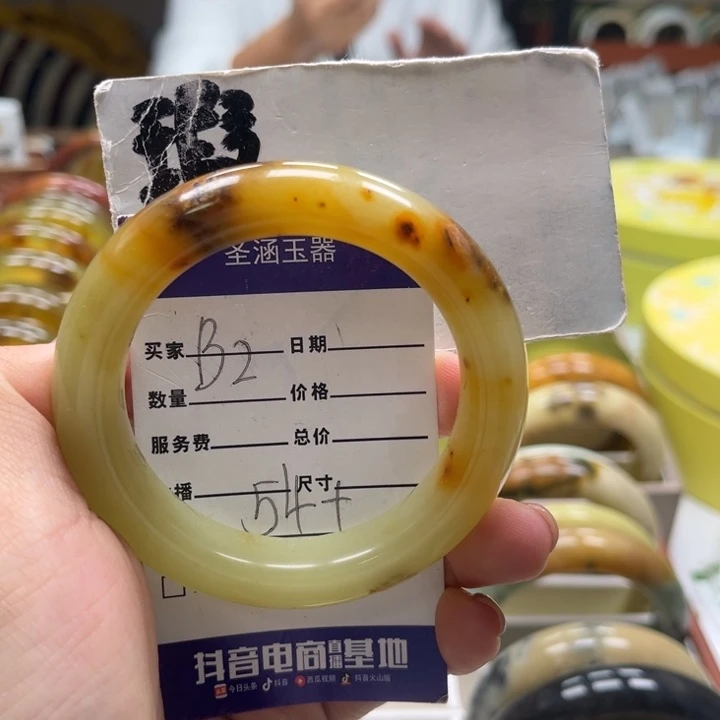 圣涵玉器
买家 B2 日期
数量 价格
服务费 总价
播 尺寸
54+
抖音电商直播基地
今日头条 抖音 西瓜视频 抖音火山版